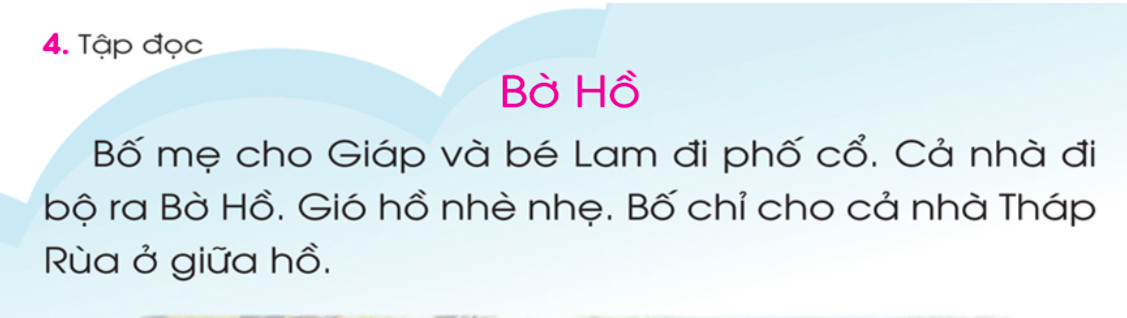 4. Tập đọc
Bờ Hồ
Bố mẹ cho Giáp và bé Lam đi phố cổ. Cả nhà đi
bộ ra Bờ Hồ. Gió hồ nhè nhẹ. Bố chỉ cho cả nhà Tháp
Rùa ở giữa hồ.